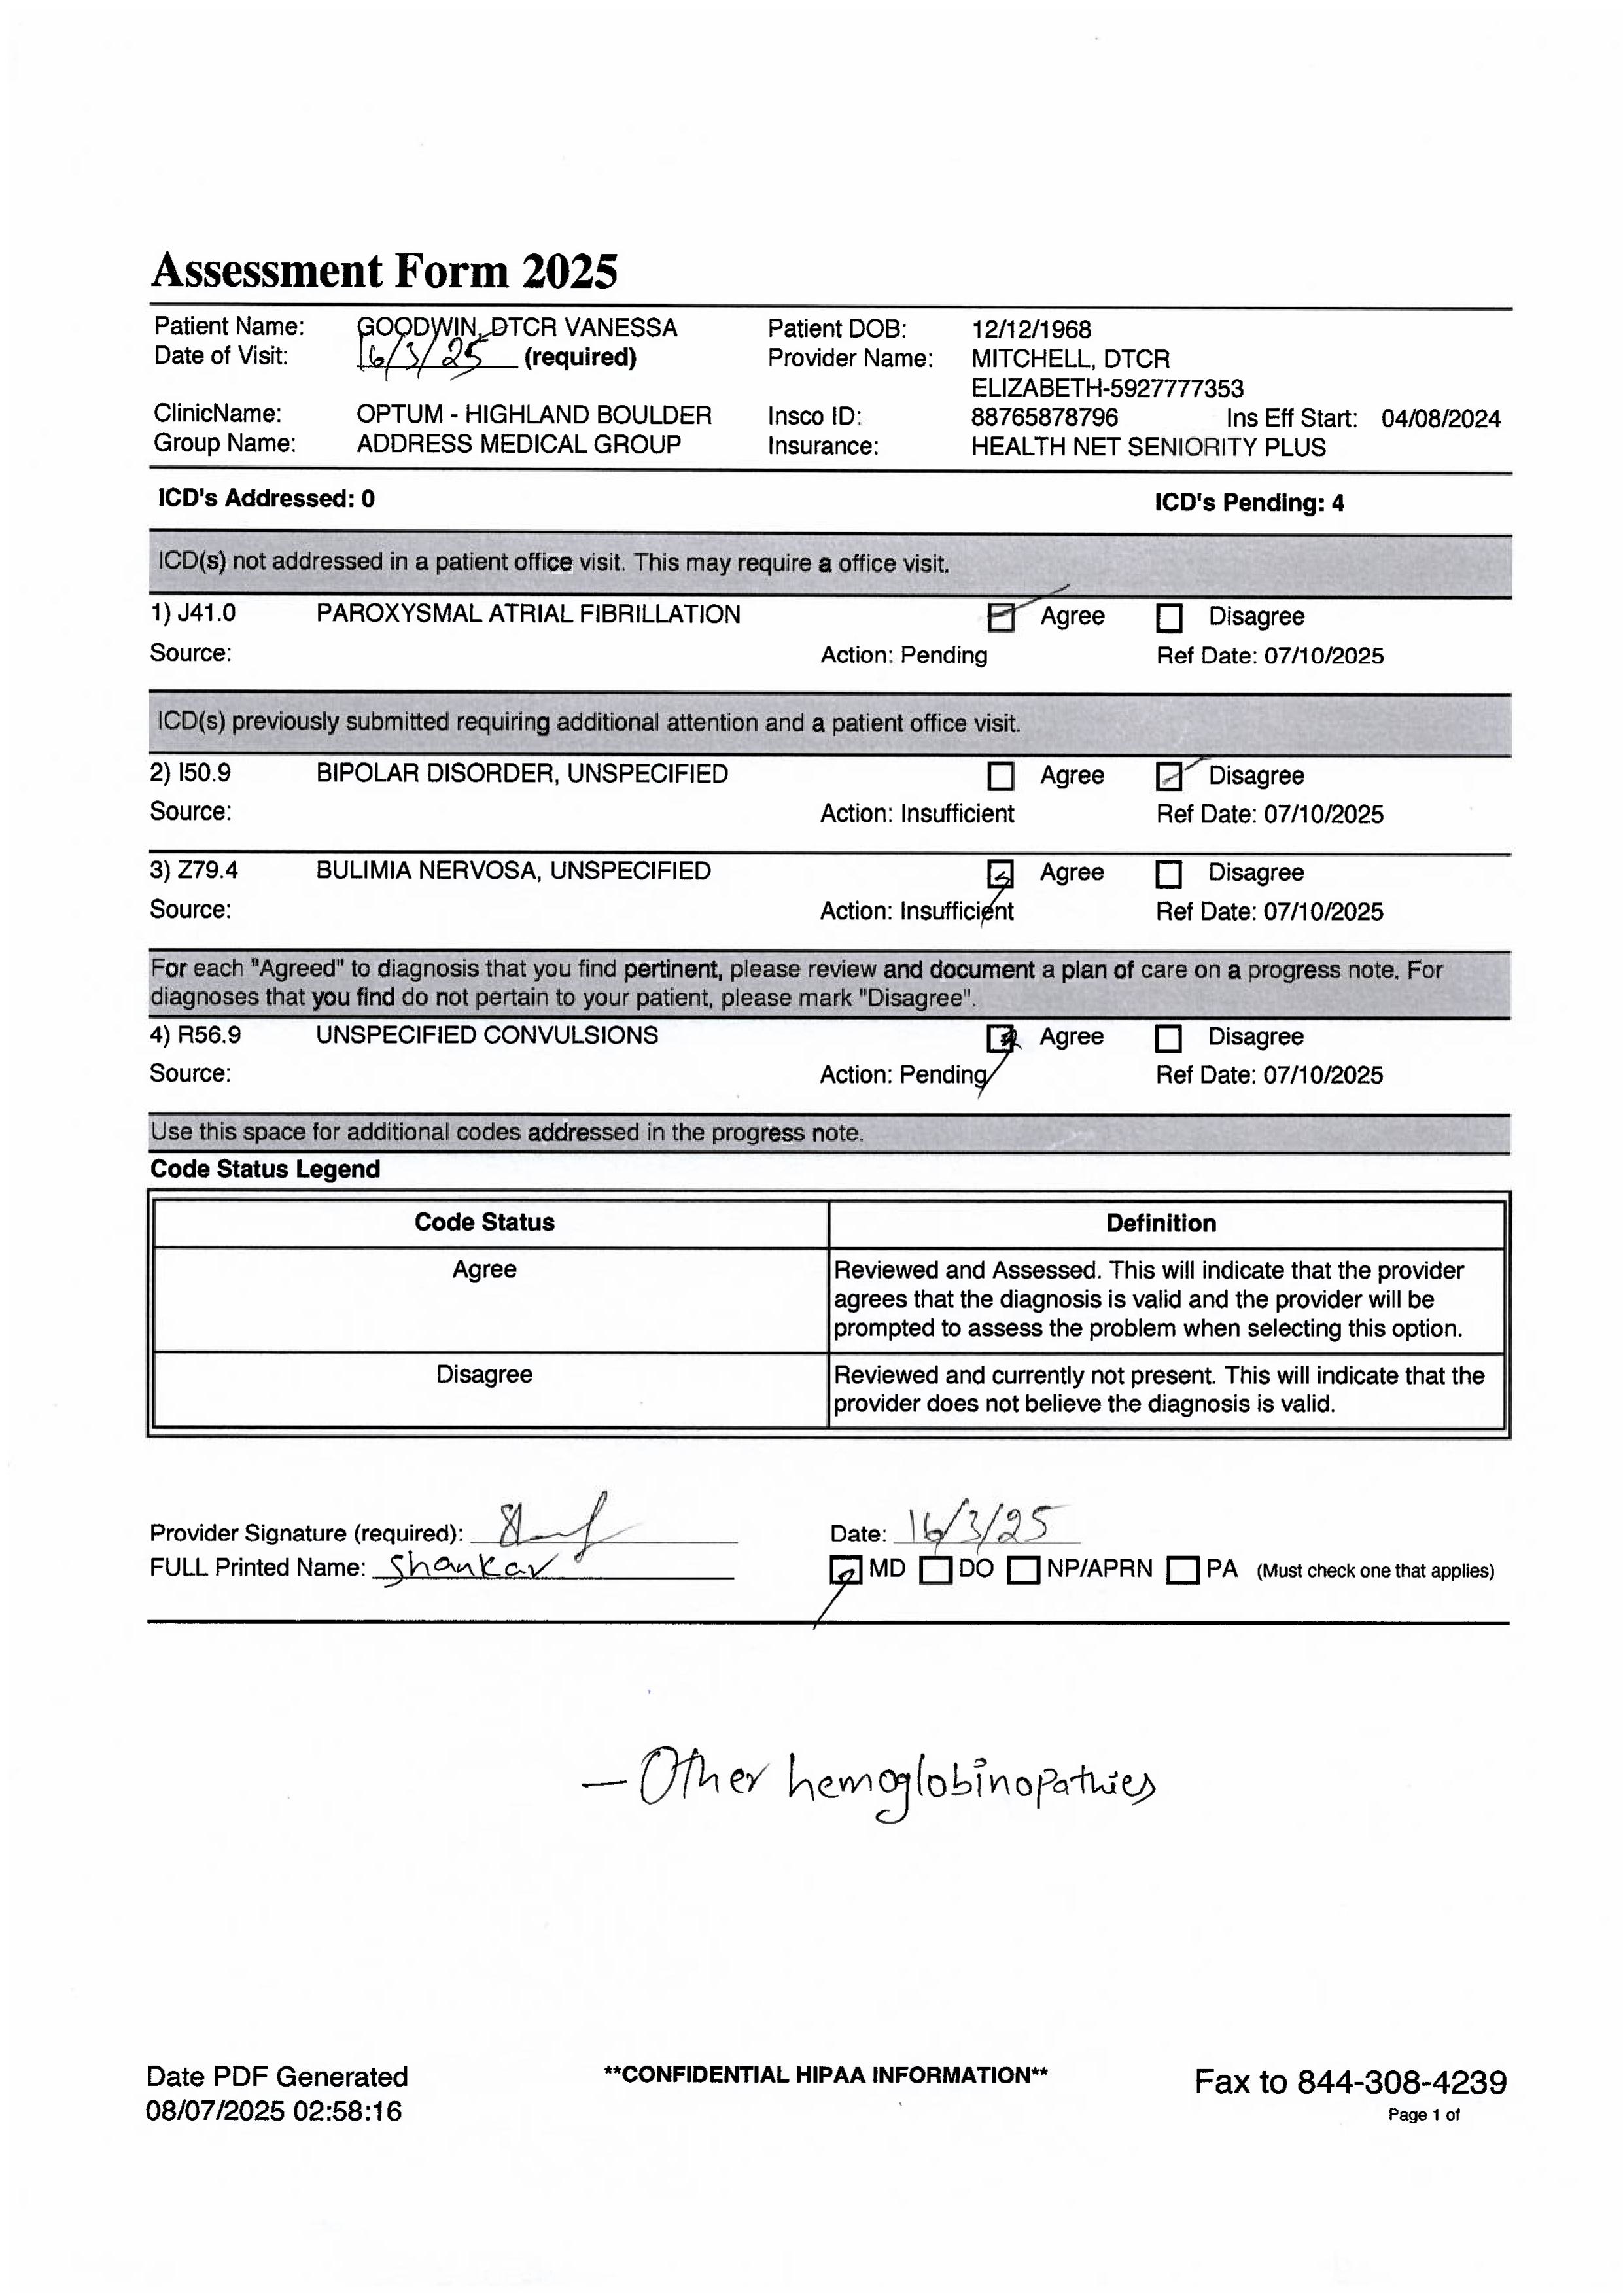 Assessment Form 2025
Patient Name: GOODWIN, DTCR VANESSA Patient DOB: 12/12/1968
Date of Visit: 16/3/25 (required) Provider Name: MITCHELL, DTCR
ELIZABETH-5927777353
ClinicName: OPTUM - HIGHLAND BOULDER Insco ID: 88765878796 Ins Eff Start: 04/08/2024
Group Name: ADDRESS MEDICAL GROUP Insurance: HEALTH NET SENIORITY PLUS
ICD's Addressed: 0 ICD's Pending: 4
ICD(s) not addressed in a patient office visit. This may require a office visit.
1) J41.0 PAROXYSMAL ATRIAL FIBRILLATION Agree Disagree
Source: Action: Pending Ref Date: 07/10/2025
ICD(s) previously submitted requiring additional attention and a patient office visit.
2) I50.9 BIPOLAR DISORDER, UNSPECIFIED Agree Disagree
Source: Action: Insufficient Ref Date: 07/10/2025
3) Z79.4 BULIMIA NERVOSA, UNSPECIFIED Agree Disagree
Source: Action: Insufficient Ref Date: 07/10/2025
For each "Agreed" to diagnosis that you find pertinent, please review and document a plan of care on a progress note. For
diagnoses that you find do not pertain to your patient, please mark "Disagree".
4) R56.9 UNSPECIFIED CONVULSIONS Agree Disagree
Source: Action: Pending Ref Date: 07/10/2025
Use this space for additional codes addressed in the progress note.
Code Status Legend
Code Status Definition
Agree Reviewed and Assessed. This will indicate that the provider
agrees that the diagnosis is valid and the provider will be
prompted to assess the problem when selecting this option.
Disagree Reviewed and currently not present. This will indicate that the
provider does not believe the diagnosis is valid.
Provider Signature (required): Date: 16/3/25
FULL Printed Name: Shankar MD DO NP/APRN PA (Must check one that applies)
— Other hemoglobinopathies
Date PDF Generated **CONFIDENTIAL HIPAA INFORMATION** Fax to 844-308-4239
08/07/2025 02:58:16 Page 1 of